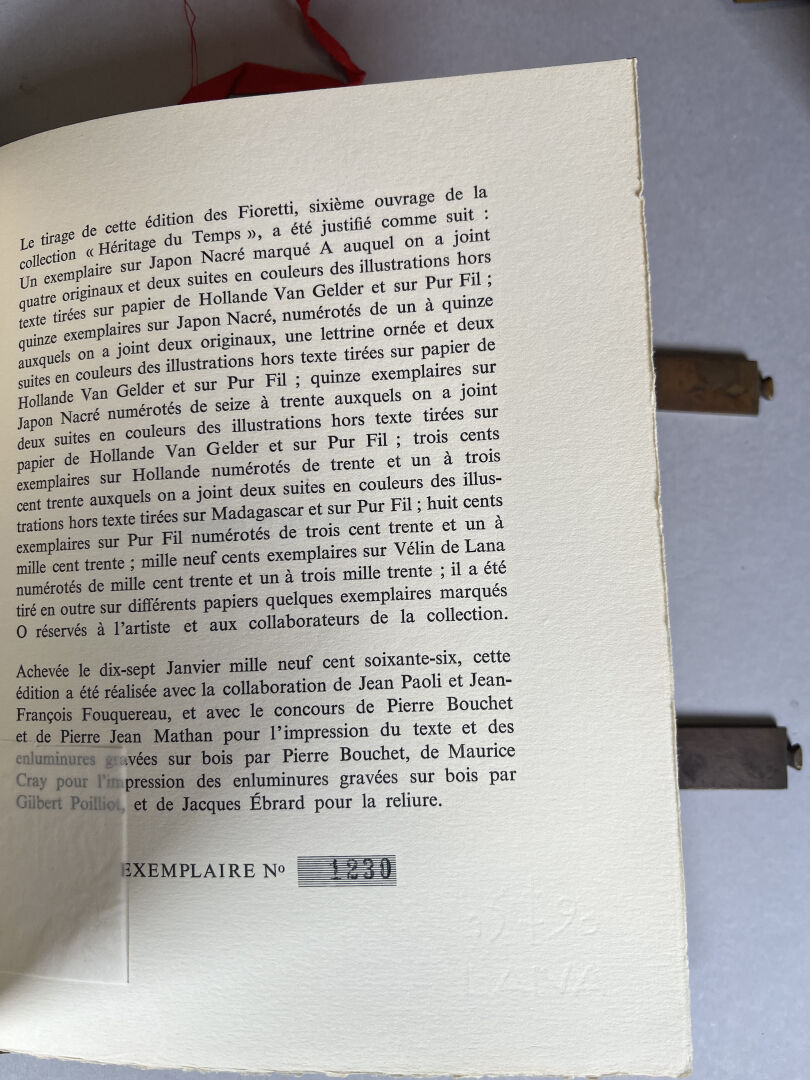 Le tirage de cette édition des Fioretti, sixième ouvrage de la
collection « Héritage du Temps », a été justifié comme suit :
Un exemplaire sur Japon Nacré marqué A auquel on a joint
quatre originaux et deux suites en couleurs des illustrations hors
texte tirées sur papier de Hollande Van Gelder et sur Pur Fil ;
quinze exemplaires sur Japon Nacré, numérotés de un à quinze
auxquels on a joint deux originaux, une lettrine ornée et deux
suites en couleurs des illustrations hors texte tirées sur papier de
Hollande Van Gelder et sur Pur Fil ; quinze exemplaires sur
Japon Nacré numérotés de seize à trente auxquels on a joint
deux suites en couleurs des illustrations hors texte tirées sur
papier de Hollande Van Gelder et sur Pur Fil ; trois cents
exemplaires sur Hollande numérotés de trente et un à trois
cent trente auxquels on a joint deux suites en couleurs des illus-
trations hors texte tirées sur Madagascar et sur Pur Fil ; huit cents
exemplaires sur Pur Fil numérotés de trois cent trente et un à
mille cent trente ; mille neuf cents exemplaires sur Vélin de Lana
numérotés de mille cent trente et un à trois mille trente ; il a été
tiré en outre sur différents papiers quelques exemplaires marqués
O réservés à l'artiste et aux collaborateurs de la collection.
Achevée le dix-sept Janvier mille neuf cent soixante-six, cette
édition a été réalisée avec la collaboration de Jean Paoli et Jean-
François Fouquereau, et avec le concours de Pierre Bouchet
et de Pierre Jean Mathan pour l'impression du texte et des
enluminures gravées sur bois par Pierre Bouchet, de Maurice
Cray pour l'impression des enluminures gravées sur bois par
Gilbert Poilliot, et de Jacques Ébrard pour la reliure.
EXEMPLAIRE Nº 1230
LANA